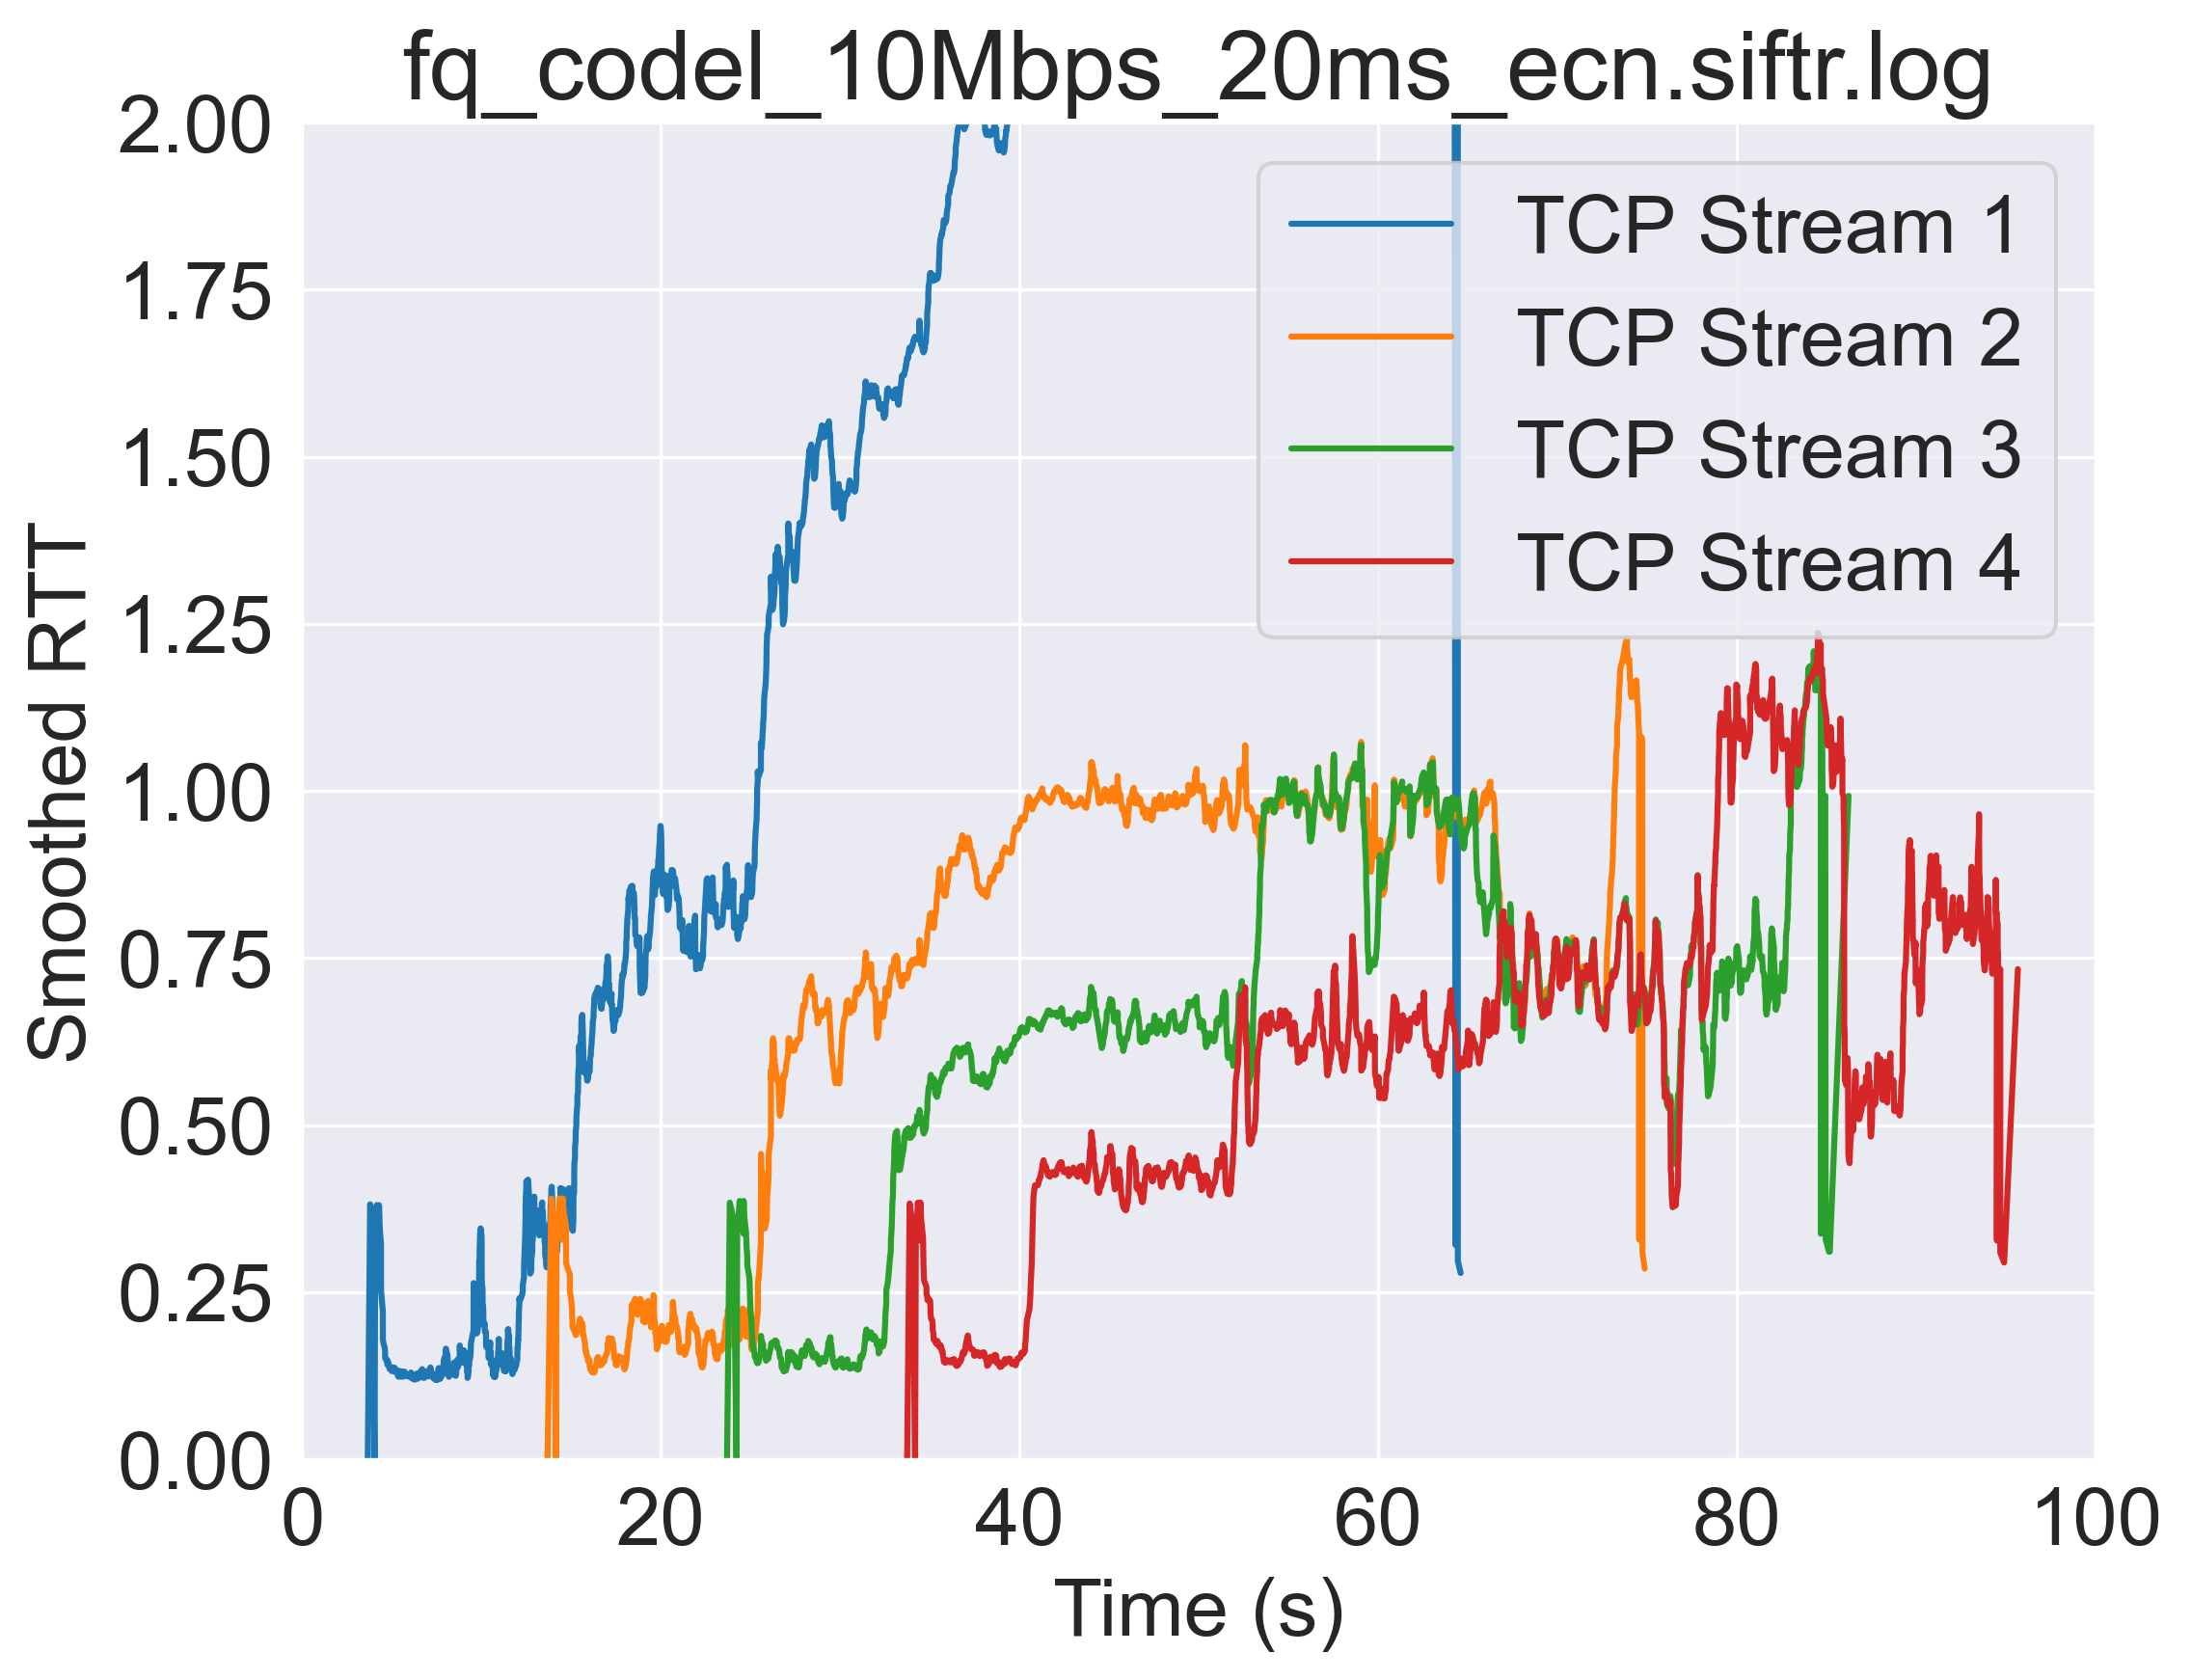 fq_codel_10Mbps_20ms_ecn.siftr.log
2.00
1.75
1.50
1.25
1.00
0.75
0.50
0.25
0.00
Smoothed RTT
TCP Stream 1
TCP Stream 2
TCP Stream 3
TCP Stream 4
0 20 40 60 80 100
Time (s)